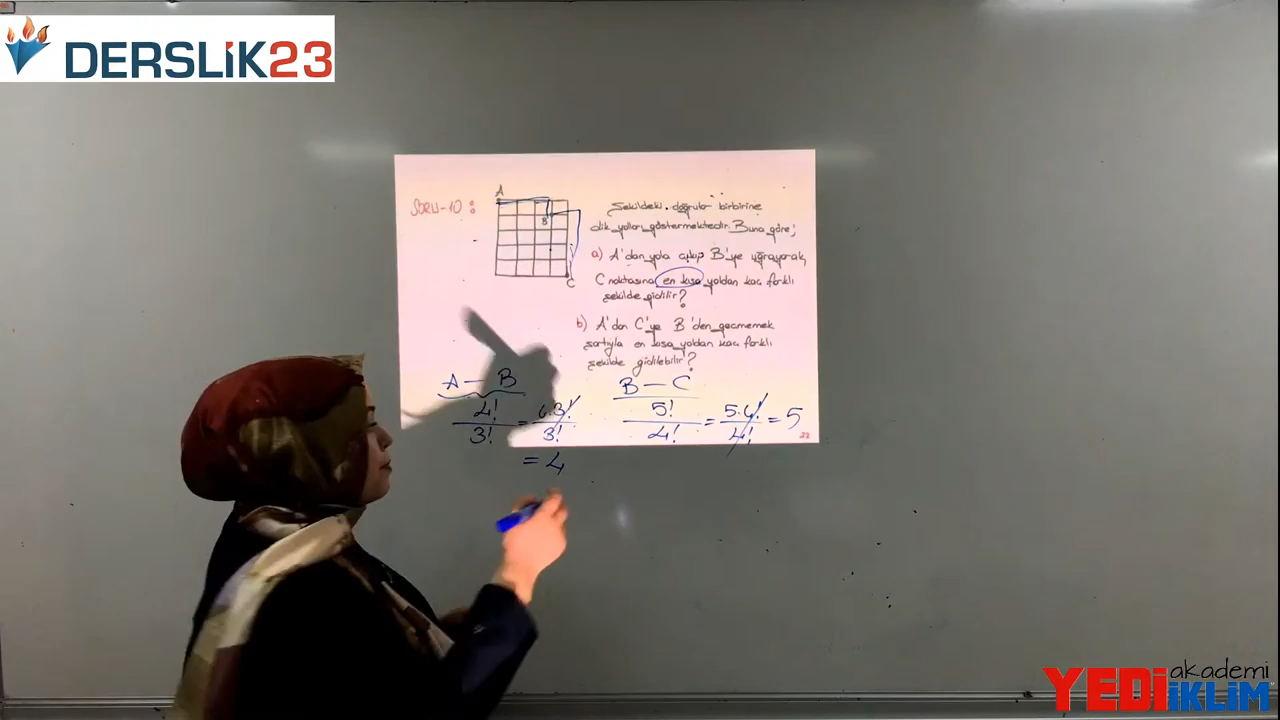 DERSLİK23
SORU-10:
A
B
C
Şekildeki doğrular birbirine
dik yolları göstermektedir. Buna göre;
a) A'dan yola çıkıp B'ye uğrayarak,
C noktasına en kısa yoldan kaç farklı
şekilde gidilir?
b) A'dan C'ye B'den geçmemek
şartıyla en kısa yoldan kaç farklı
şekilde gidilebilir?
A — B
4!
3!
= 4.3!
3!
= 4
B — C
5!
4!
= 5.4!
4!
= 5
22
YEDİ iKLİM akademi